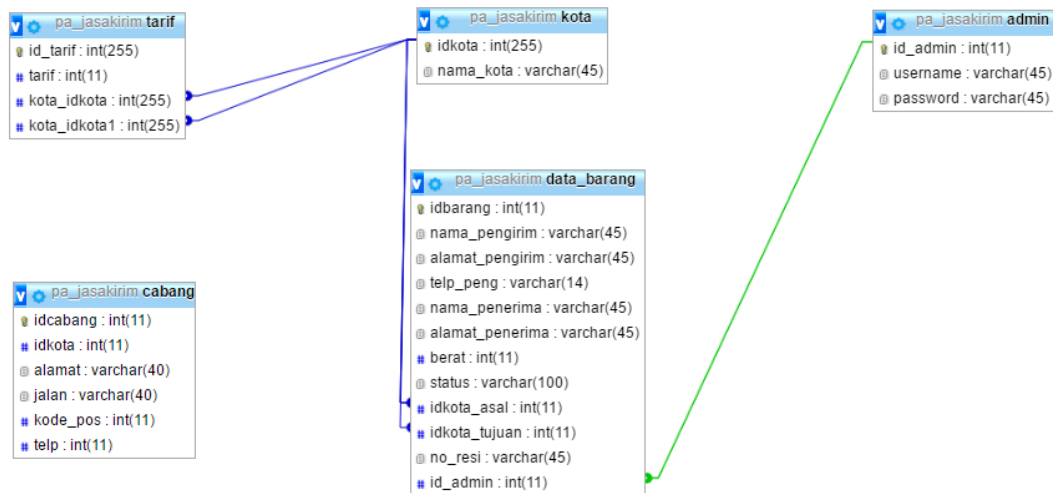 pa_jasakirim tarif
id_tarif : int(255)
tarif : int(11)
kota_idkota : int(255)
kota_idkota1 : int(255)
pa_jasakirim kota
idkota : int(255)
nama_kota : varchar(45)
pa_jasakirim admin
id_admin : int(11)
username : varchar(45)
password : varchar(45)
pa_jasakirim data_barang
idbarang : int(11)
nama_pengirim : varchar(45)
alamat_pengirim : varchar(45)
telp_peng : varchar(14)
nama_penerima : varchar(45)
alamat_penerima : varchar(45)
berat : int(11)
status : varchar(100)
idkota_asal : int(11)
idkota_tujuan : int(11)
no_resi : varchar(45)
id_admin : int(11)
pa_jasakirim cabang
idcabang : int(11)
idkota : int(11)
alamat : varchar(40)
jalan : varchar(40)
kode_pos : int(11)
telp : int(11)